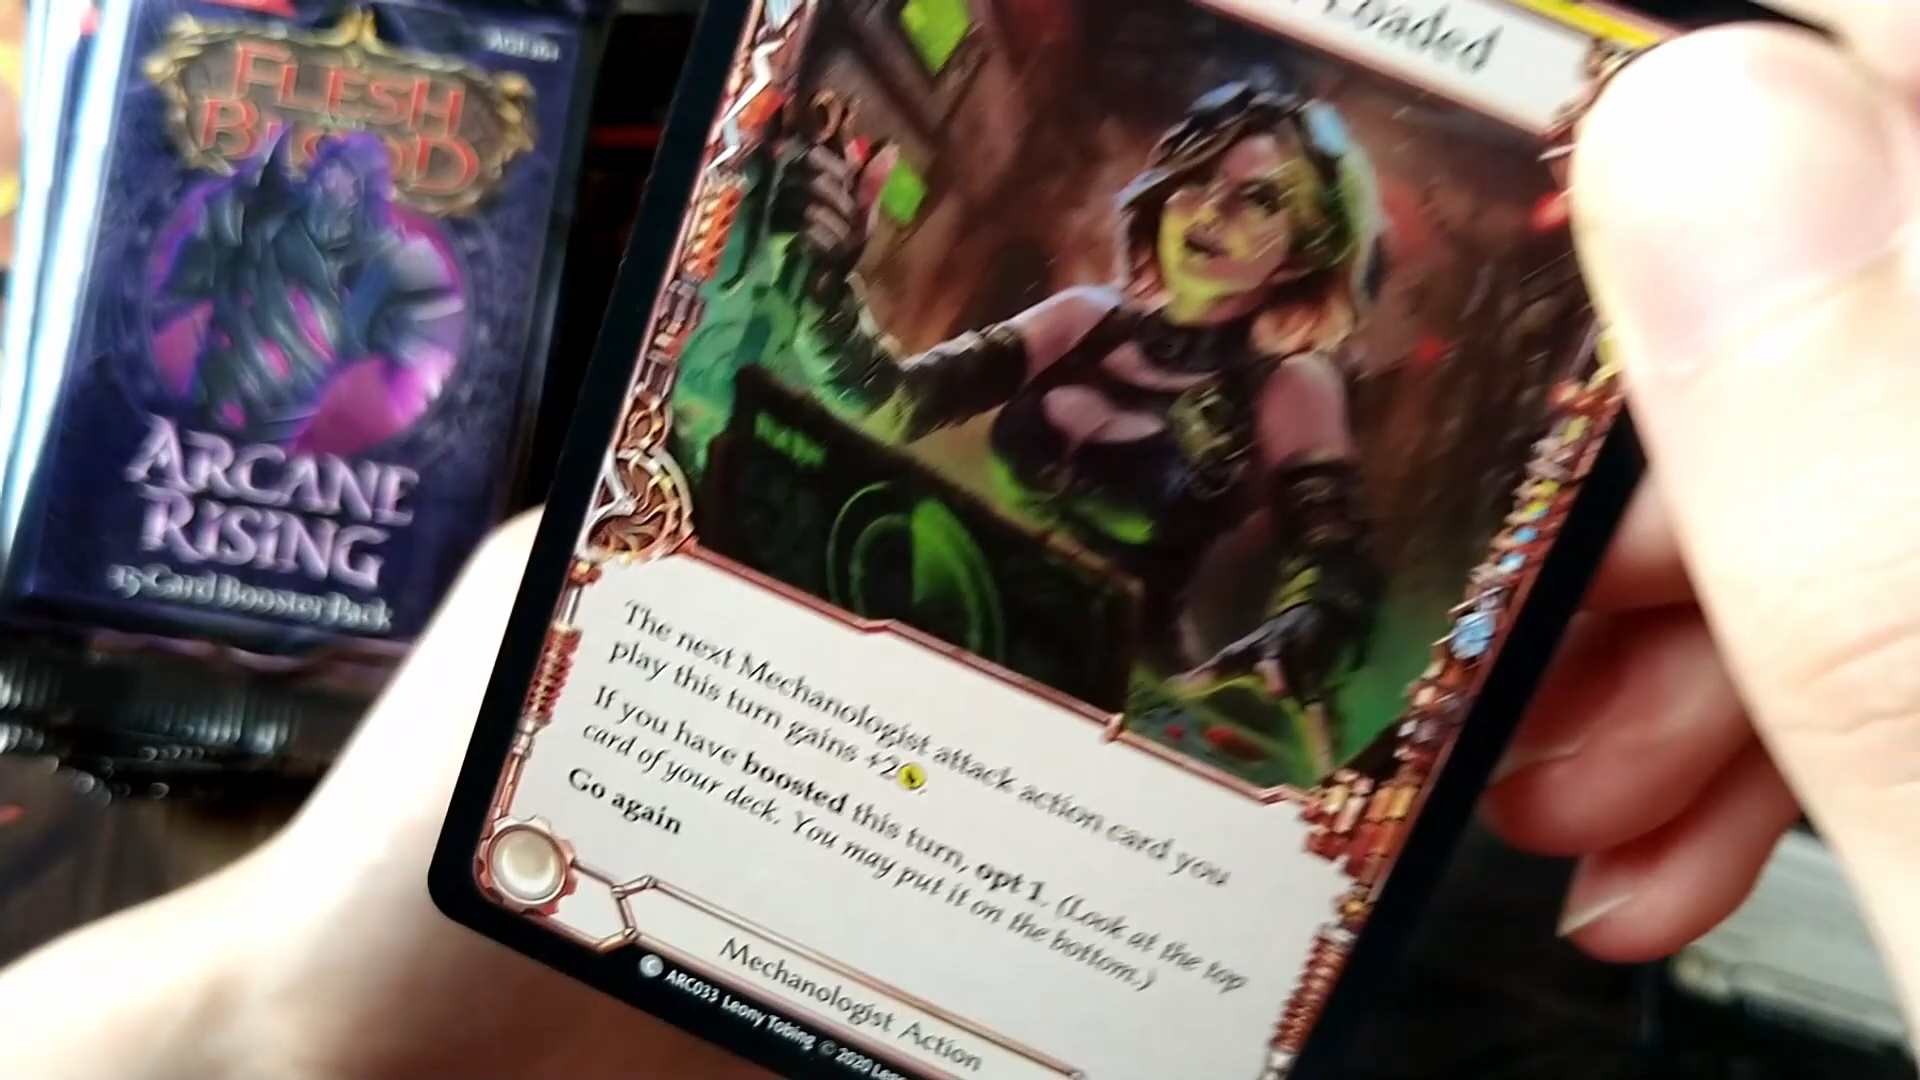 FLESH
BLOOD
ARCANE
RISING
15-Card Booster Pack
Loaded
The next Mechanologist attack action card you
play this turn gains +2
If you have boosted this turn, opt 1. (Look at the top
card of your deck. You may put it on the bottom.)
Go again
Mechanologist Action
C ARC033 Leony Tobing © 2020